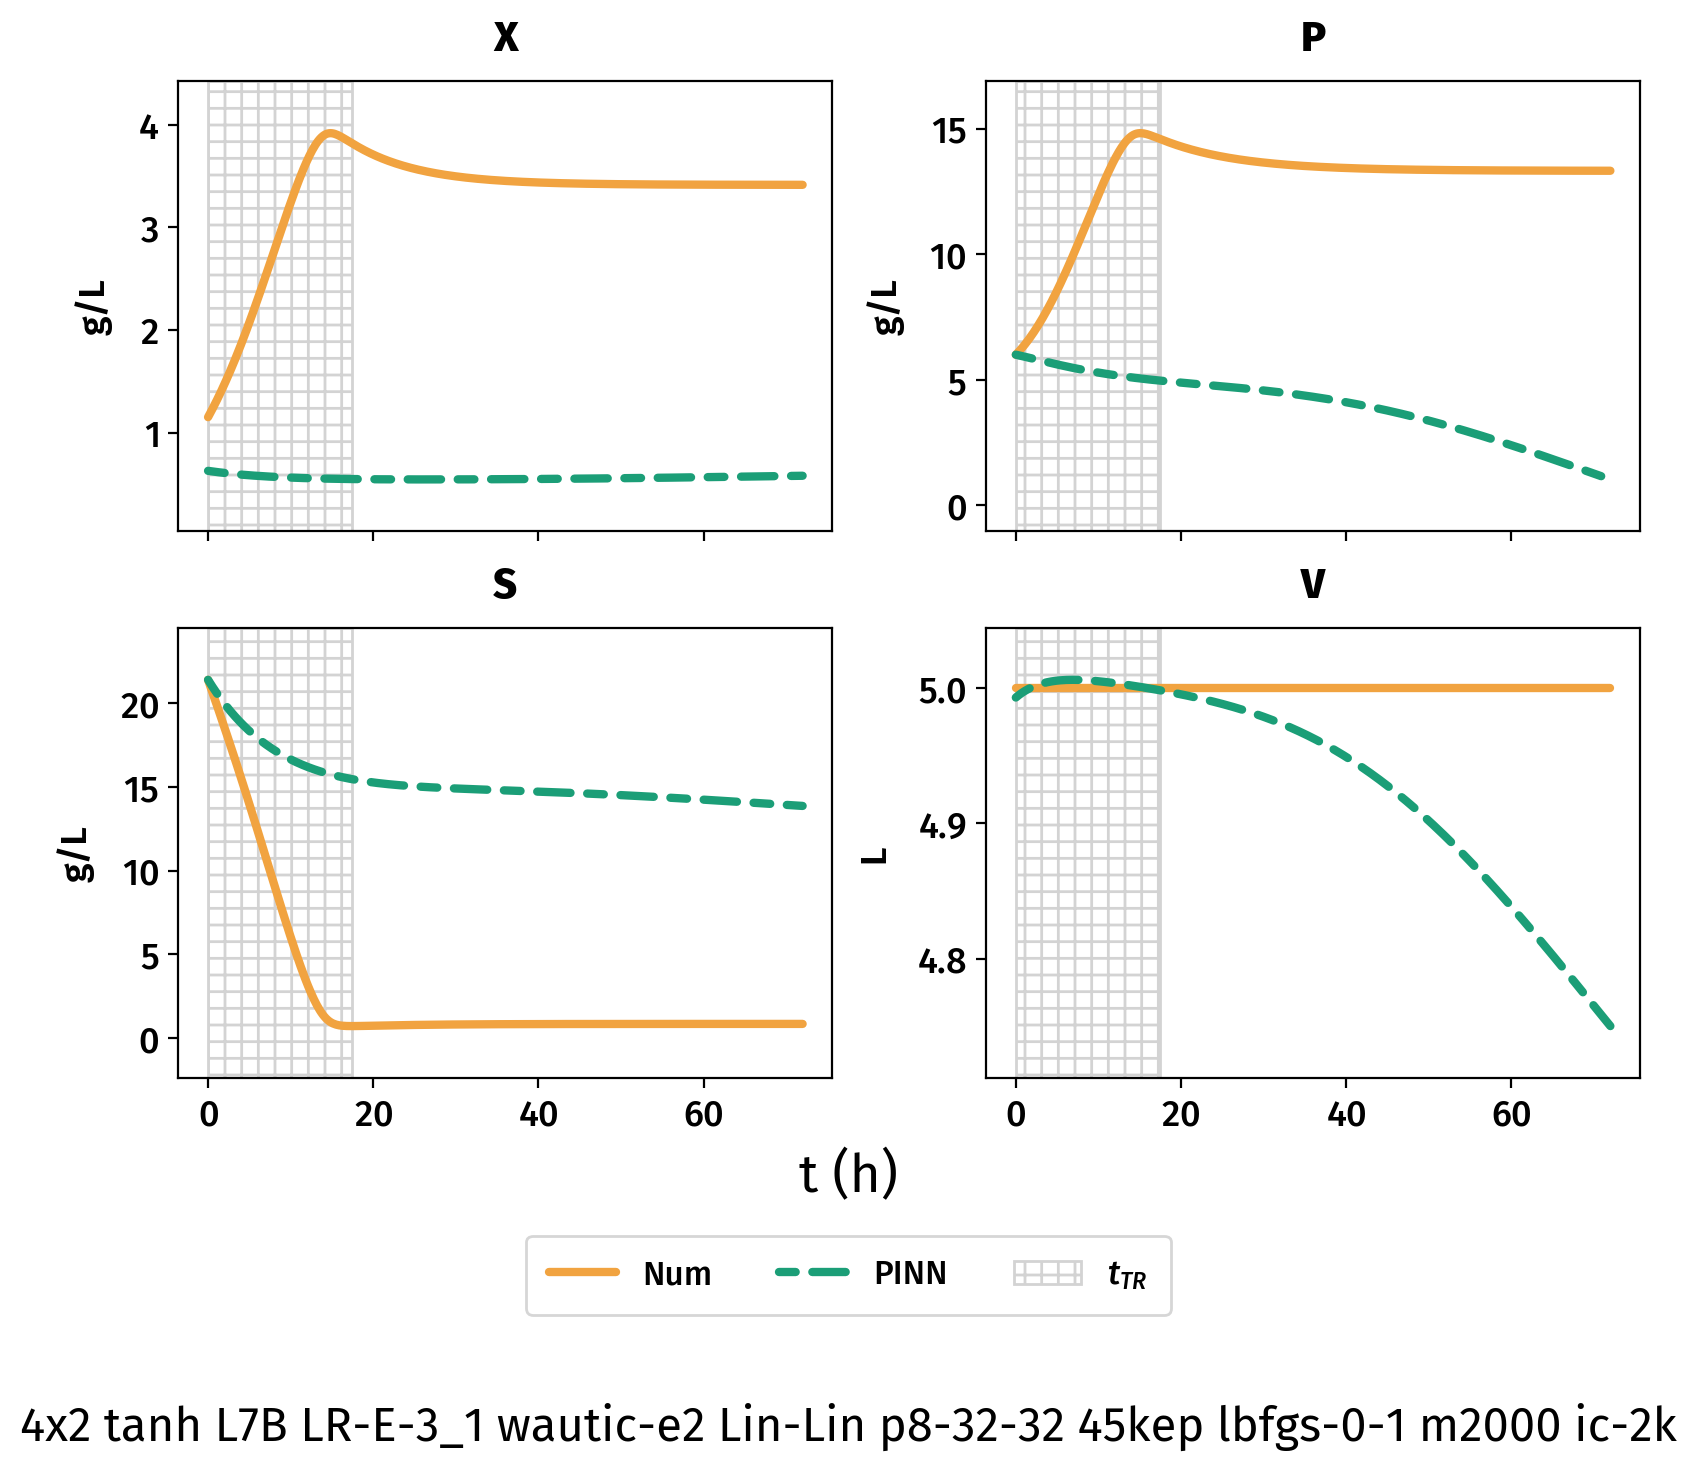 X
P
4
3
2
1
g/L
15
10
5
0
g/L
S
V
20
15
10
5
0
g/L
5.0
4.9
4.8
L
0 20 40 60
0 20 40 60
t (h)
Num PINN t_TR
4x2 tanh L7B LR-E-3_1 wautic-e2 Lin-Lin p8-32-32 45kep lbfgs-0-1 m2000 ic-2k